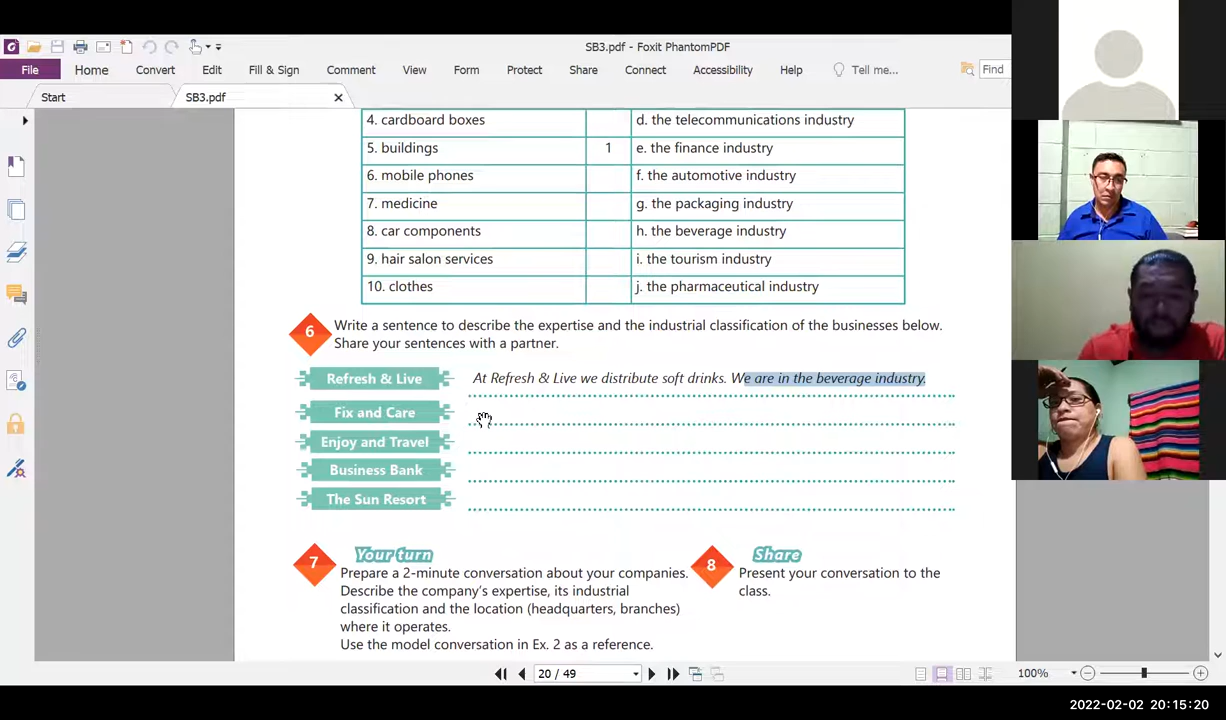 SB3.pdf - Foxit PhantomPDF
File Home Convert Edit Fill & Sign Comment View Form Protect Share Connect Accessibility Help Tell me... Find
Start SB3.pdf
4. cardboard boxes d. the telecommunications industry
5. buildings 1 e. the finance industry
6. mobile phones f. the automotive industry
7. medicine g. the packaging industry
8. car components h. the beverage industry
9. hair salon services i. the tourism industry
10. clothes j. the pharmaceutical industry
6 Write a sentence to describe the expertise and the industrial classification of the businesses below.
Share your sentences with a partner.
Refresh & Live At Refresh & Live we distribute soft drinks. We are in the beverage industry.
Fix and Care
Enjoy and Travel
Business Bank
The Sun Resort
7 Your turn
Prepare a 2-minute conversation about your companies.
Describe the company's expertise, its industrial
classification and the location (headquarters, branches)
where it operates.
Use the model conversation in Ex. 2 as a reference.
8 Share
Present your conversation to the
class.
20 / 49 100%
2022-02-02 20:15:20